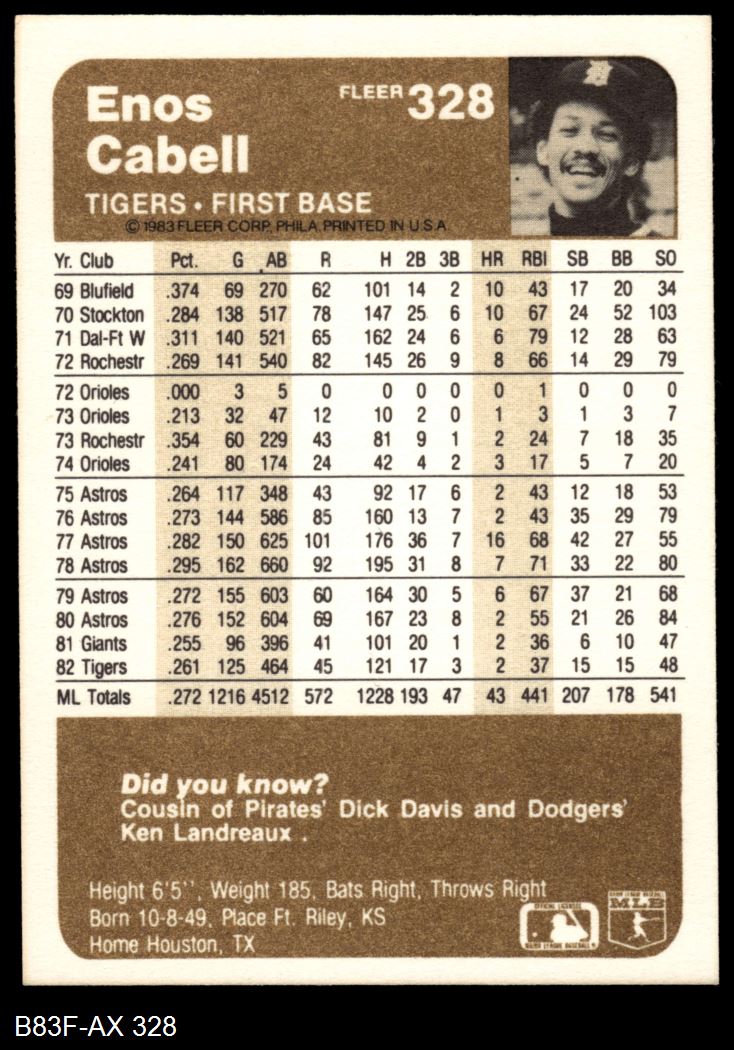 Enos
Cabell
FLEER 328
TIGERS • FIRST BASE
© 1983 FLEER CORP. PHILA. PRINTED IN U.S.A.
Yr. Club Pct. G AB R H 2B 3B HR RBI SB BB SO
69 Blufield .374 69 270 62 101 14 2 10 43 17 20 34
70 Stockton .284 138 517 78 147 25 6 10 67 24 52 103
71 Dal-Ft W .311 140 521 65 162 24 6 6 79 12 28 63
72 Rochestr .269 141 540 82 145 26 9 8 66 14 29 79
72 Orioles .000 3 5 0 0 0 0 0 1 0 0 0
73 Orioles .213 32 47 12 10 2 0 1 3 1 3 7
73 Rochestr .354 60 229 43 81 9 1 2 24 7 18 35
74 Orioles .241 80 174 24 42 4 2 3 17 5 7 20
75 Astros .264 117 348 43 92 17 6 2 43 12 18 53
76 Astros .273 144 586 85 160 13 7 2 43 35 29 79
77 Astros .282 150 625 101 176 36 7 16 68 42 27 55
78 Astros .295 162 660 92 195 31 8 7 71 33 22 80
79 Astros .272 155 603 60 164 30 5 6 67 37 21 68
80 Astros .276 152 604 69 167 23 8 2 55 21 26 84
81 Giants .255 96 396 41 101 20 1 2 36 6 10 47
82 Tigers .261 125 464 45 121 17 3 2 37 15 15 48
ML Totals .272 1216 4512 572 1228 193 47 43 441 207 178 541
Did you know?
Cousin of Pirates' Dick Davis and Dodgers'
Ken Landreaux .
Height 6'5'', Weight 185, Bats Right, Throws Right
Born 10-8-49, Place Ft. Riley, KS
Home Houston, TX
OFFICIAL LICENSEE
MAJOR LEAGUE BASEBALL
MLB
B83F-AX 328